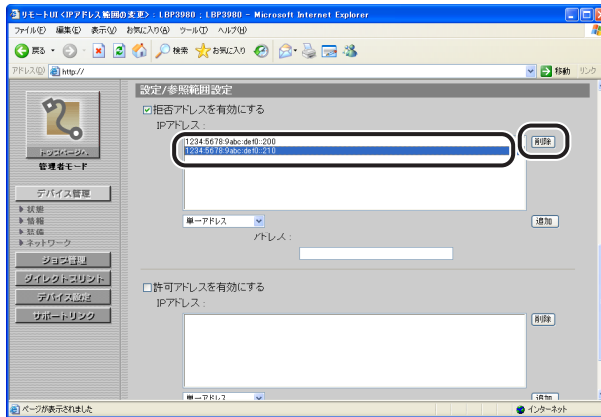 リモートUI <IPアドレス範囲の変更> : LBP3980 ; LBP3980 - Microsoft Internet Explorer
ファイル(F) 編集(E) 表示(V) お気に入り(A) ツール(T) ヘルプ(H)
戻る 検索 お気に入り
アドレス(D) http:// 移動 リンク
設定/参照範囲設定
拒否アドレスを有効にする
IPアドレス :
1234:5678:9abc:def0::200
1234:5678:9abc:def0::210
削除
単一アドレス 追加
アドレス :
許可アドレスを有効にする
IPアドレス :
削除
単一アドレス 追加
トップページへ
管理者モード
デバイス管理
状態
情報
装備
ネットワーク
ジョブ管理
ダイレクトプリント
デバイス設定
サポートリンク
ページが表示されました インターネット